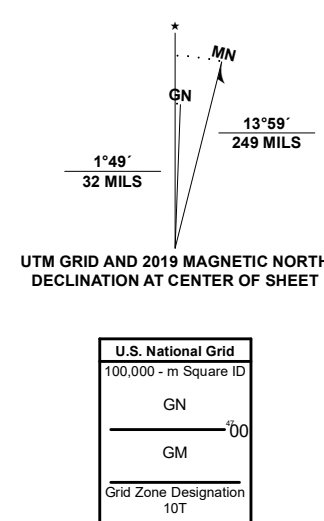 ★
MN
GN
13°59´
249 MILS
1°49´
32 MILS
UTM GRID AND 2019 MAGNETIC NORTH
DECLINATION AT CENTER OF SHEET
U.S. National Grid
100,000 - m Square ID
GN
4700
GM
Grid Zone Designation
10T